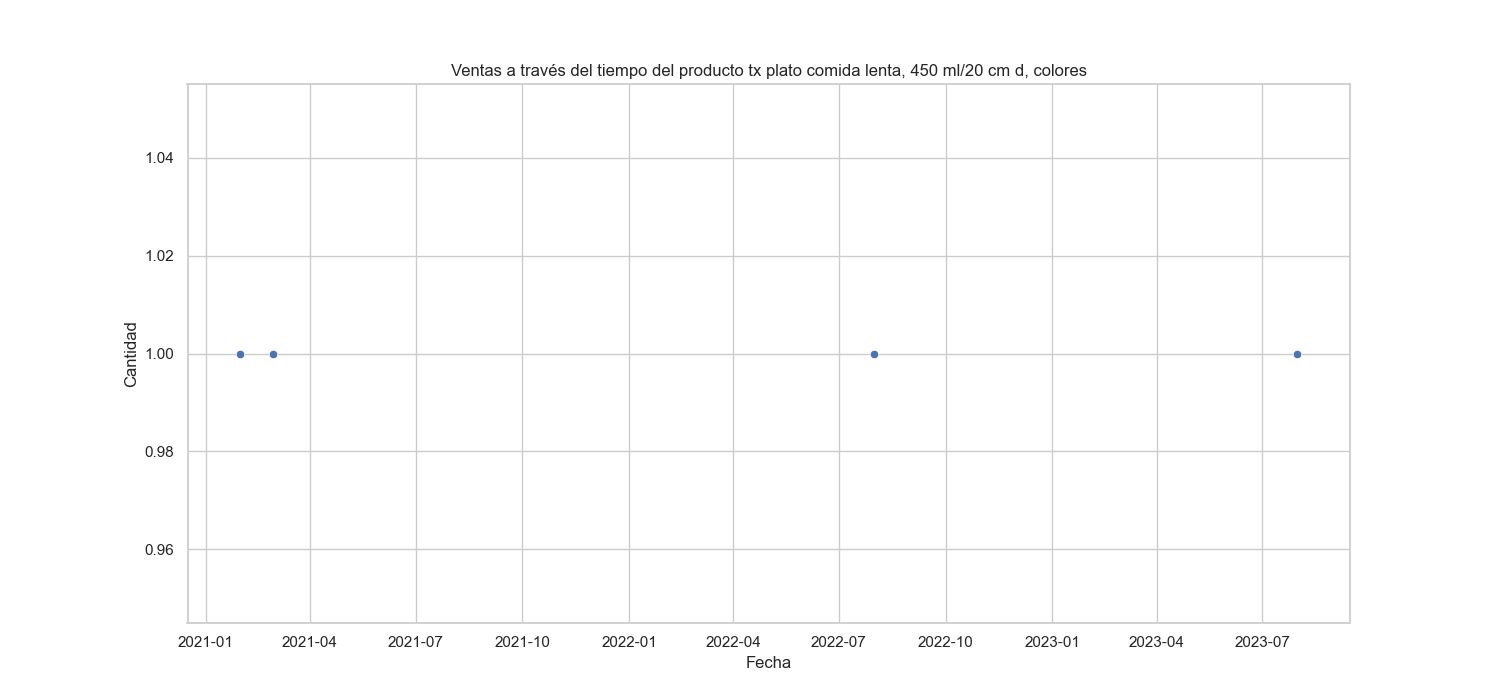 Ventas a través del tiempo del producto tx plato comida lenta, 450 ml/20 cm d, colores
1.04
1.02
1.00
0.98
0.96
Cantidad
2021-01 2021-04 2021-07 2021-10 2022-01 2022-04 2022-07 2022-10 2023-01 2023-04 2023-07
Fecha